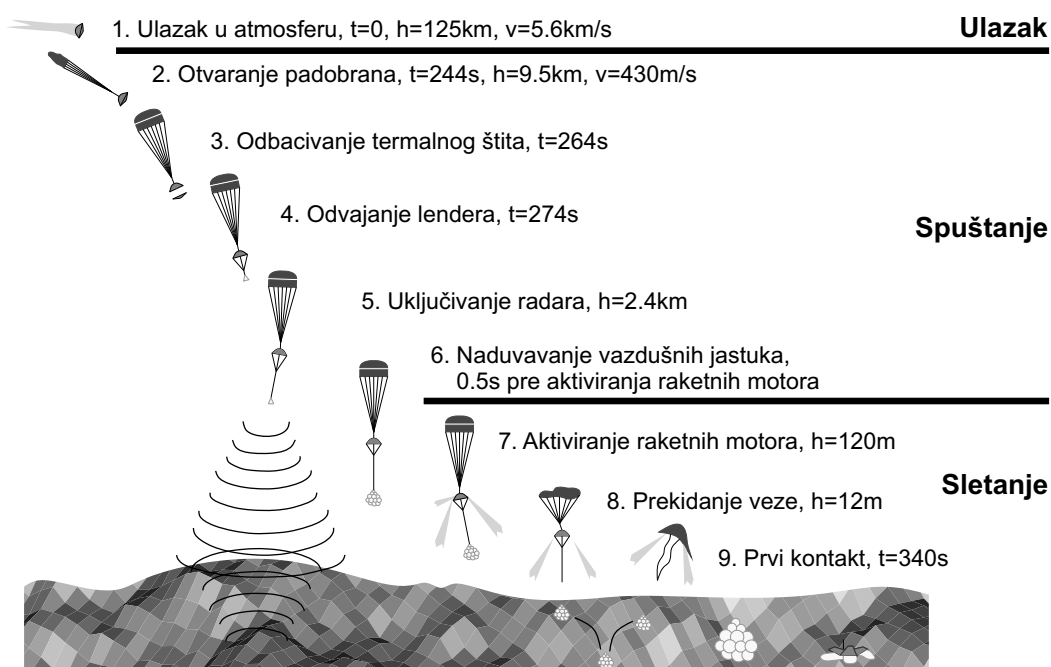 1. Ulazak u atmosferu, t=0, h=125km, v=5.6km/s
Ulazak
2. Otvaranje padobrana, t=244s, h=9.5km, v=430m/s
3. Odbacivanje termalnog štita, t=264s
4. Odvajanje lendera, t=274s
Spuštanje
5. Uključivanje radara, h=2.4km
6. Naduvavanje vazdušnih jastuka,
0.5s pre aktiviranja raketnih motora
7. Aktiviranje raketnih motora, h=120m
Sletanje
8. Prekidanje veze, h=12m
9. Prvi kontakt, t=340s